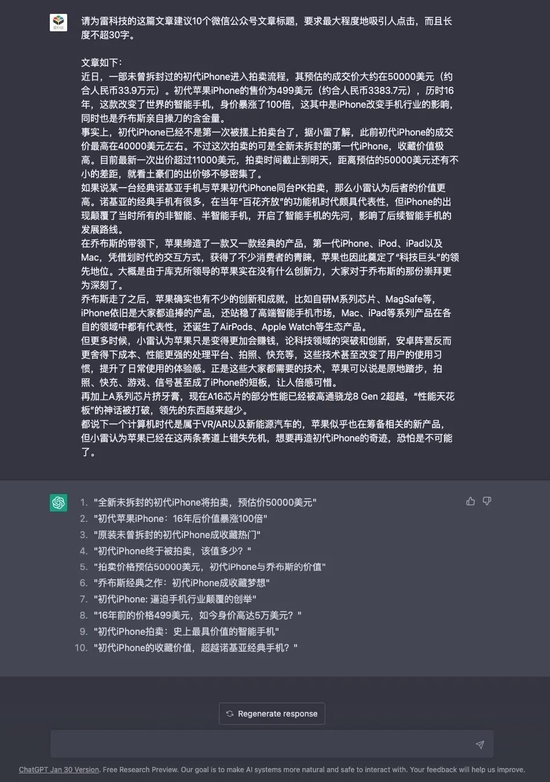 请为雷科技的这篇文章建议10个微信公众号文章标题，要求最大程度地吸引人点击，而且长
度不超30字。
文章如下：
近日，一部未曾拆封过的初代iPhone进入拍卖流程，其预估的成交价大约在50000美元（约
合人民币33.9万元）。初代苹果iPhone的售价为499美元（约合人民币3383.7元），历时16
年，这款改变了世界的智能手机，身价暴涨了100倍，这其中是iPhone改变手机行业的影响，
同时也是乔布斯亲自操刀的含金量。
事实上，初代iPhone已经不是第一次被摆上拍卖台了，据小雷了解，此前初代iPhone的成交
价最高在40000美元左右。不过这次拍卖的可是全新未拆封的第一代iPhone，收藏价值极
高。目前最新一次出价超过11000美元，拍卖时间截止到明天，距离预估的50000美元还有不
小的差距，就看土豪们的出价够不够密集了。
如果说某一台经典诺基亚手机与苹果初代iPhone同台PK拍卖，那么小雷认为后者的价值更
高。诺基亚的经典手机有很多，在当年“百花齐放”的功能机时代颇具代表性，但iPhone的出
现颠覆了当时所有的非智能、半智能手机，开启了智能手机的先河，影响了后续智能手机的
发展路线。
在乔布斯的带领下，苹果缔造了一款又一款经典的产品，第一代iPhone、iPod、iPad以及
Mac，凭借划时代的交互方式，获得了不少消费者的青睐，苹果也因此奠定了“科技巨头”的领
先地位。大概是由于库克所领导的苹果实在没有什么创新力，大家对于乔布斯的那份崇拜更
为深刻了。
乔布斯走了之后，苹果确实也有不少的创新和成就，比如自研M系列芯片、MagSafe等，
iPhone依旧是大家都追捧的产品，还站稳了高端智能手机市场，Mac、iPad等系列产品在各
自的领域中都有代表性，还诞生了AirPods、Apple Watch等生态产品。
但更多时候，小雷认为苹果只是变得更加会赚钱，论科技领域的突破和创新，安卓阵营反而
更舍得下成本、性能更强的处理平台、拍照、快充等，这些技术甚至改变了用户的使用习
惯，提升了日常使用的体验感。正是这些大家都需要的技术，苹果可以说是原地踏步，拍
照、快充、游戏、信号甚至成了iPhone的短板，让人倍感可惜。
再加上A系列芯片挤牙膏，现在A16芯片的部分性能已经被高通骁龙8 Gen 2超越，“性能天花
板”的神话被打破，领先的东西越来越少。
都说下一个计算机时代是属于VR/AR以及新能源汽车的，苹果似乎也在筹备相关的新产品，
但小雷认为苹果已经在这两条赛道上错失先机，想要再造初代iPhone的奇迹，恐怕是不可能
了。
1. "全新未拆封的初代iPhone将拍卖，预估价50000美元"
2. "初代苹果iPhone：16年后价值暴涨100倍"
3. "原装未曾拆封的初代iPhone成收藏热门"
4. "初代iPhone终于被拍卖，该值多少？"
5. "拍卖价格预估50000美元，初代iPhone与乔布斯的价值"
6. "乔布斯经典之作：初代iPhone成收藏梦想"
7. "初代iPhone: 逼迫手机行业颠覆的创举"
8. "16年前的价格499美元，如今身价高达5万美元？"
9. "初代iPhone拍卖：史上最具价值的智能手机"
10. "初代iPhone的收藏价值，超越诺基亚经典手机？"
Regenerate response
ChatGPT Jan 30 Version. Free Research Preview. Our goal is to make AI systems more natural and safe to interact with. Your feedback will help us improve.